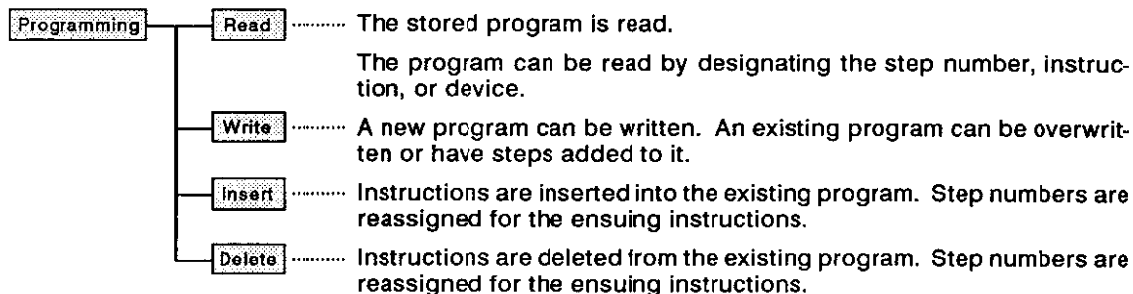 Programming Read ········· The stored program is read.
The program can be read by designating the step number, instruc-
tion, or device.
Write ········· A new program can be written. An existing program can be overwrit-
ten or have steps added to it.
Insert ········· Instructions are inserted into the existing program. Step numbers are
reassigned for the ensuing instructions.
Delete ········· Instructions are deleted from the existing program. Step numbers are
reassigned for the ensuing instructions.